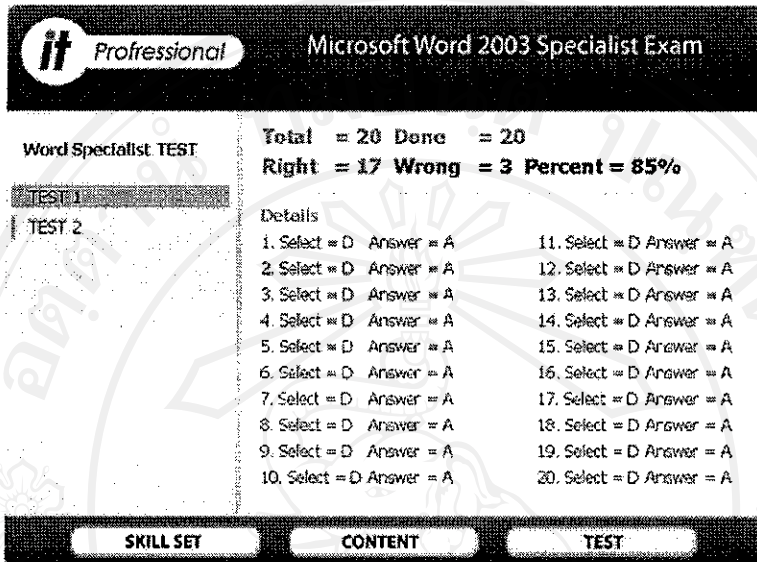 it Profressional
Microsoft Word 2003 Specialist Exam
Word Specialist TEST
TEST 1
TEST 2
Total = 20 Done = 20
Right = 17 Wrong = 3 Percent = 85%
Details
1. Select = D Answer = A
2. Select = D Answer = A
3. Select = D Answer = A
4. Select = D Answer = A
5. Select = D Answer = A
6. Select = D Answer = A
7. Select = D Answer = A
8. Select = D Answer = A
9. Select = D Answer = A
10. Select = D Answer = A
11. Select = D Answer = A
12. Select = D Answer = A
13. Select = D Answer = A
14. Select = D Answer = A
15. Select = D Answer = A
16. Select = D Answer = A
17. Select = D Answer = A
18. Select = D Answer = A
19. Select = D Answer = A
20. Select = D Answer = A
SKILL SET
CONTENT
TEST